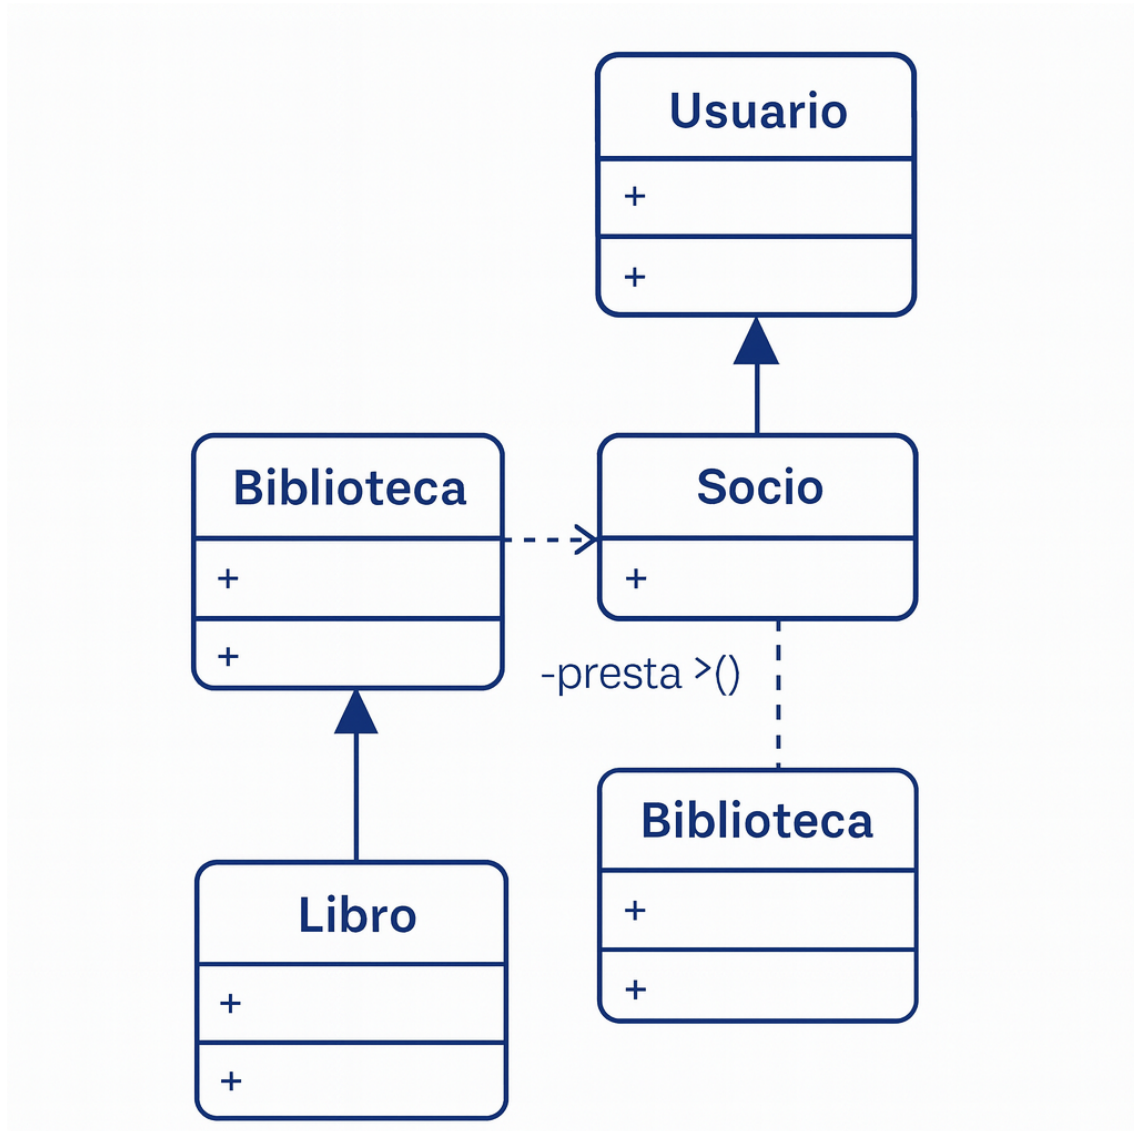 Usuario
+
+
Biblioteca
+
+
Socio
+
-presta >()
Biblioteca
+
+
Libro
+
+